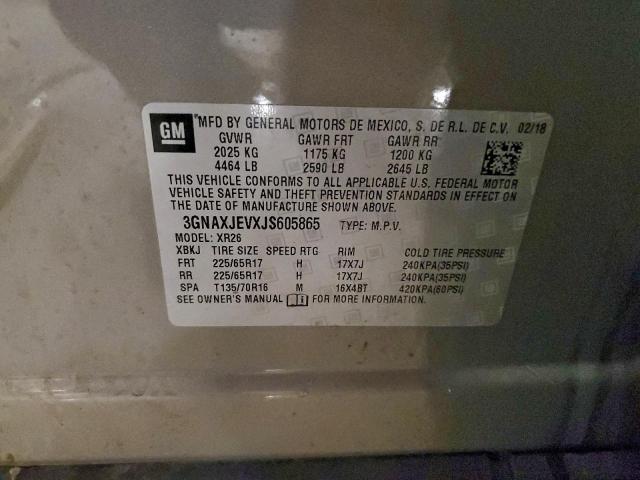 GM
MFD BY GENERAL MOTORS DE MEXICO, S. DE R.L. DE C.V. 02/18
GVWR GAWR FRT GAWR RR
2025 KG 1175 KG 1200 KG
4464 LB 2590 LB 2645 LB
THIS VEHICLE CONFORMS TO ALL APPLICABLE U.S. FEDERAL MOTOR
VEHICLE SAFETY AND THEFT PREVENTION STANDARDS IN EFFECT ON
THE DATE OF MANUFACTURE SHOWN ABOVE.
3GNAXJEVXJS605865 TYPE: M.P.V.
MODEL: XR26
XBKJ TIRE SIZE SPEED RTG RIM COLD TIRE PRESSURE
FRT 225/65R17 H 17X7J 240KPA(35PSI)
RR 225/65R17 H 17X7J 240KPA(35PSI)
SPA T135/70R16 M 16X4BT 420KPA(60PSI)
SEE OWNER'S MANUAL FOR MORE INFORMATION.